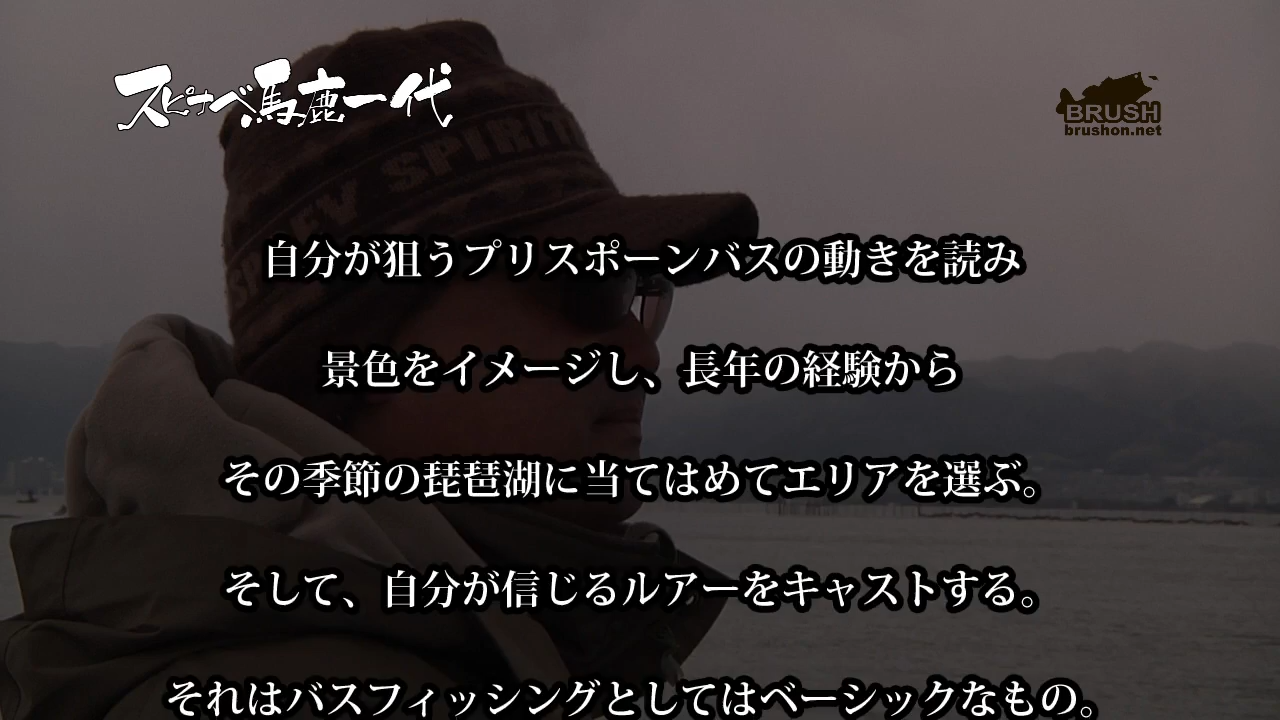 スピナベ馬鹿一代
BRUSH
brushon.net
SPIRIT
自分が狙うプリスポーンバスの動きを読み
景色をイメージし、長年の経験から
その季節の琵琶湖に当てはめてエリアを選ぶ。
そして、自分が信じるルアーをキャストする。
それはバスフィッシングとしてはベーシックなもの。